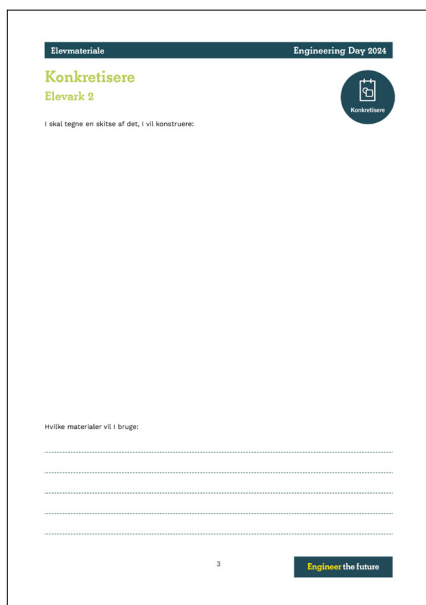 Elevmateriale Engineering Day 2024
Konkretisere
Elevark 2
Konkretisere
I skal tegne en skitse af det, I vil konstruere:
Hvilke materialer vil I bruge:
3
Engineer the future